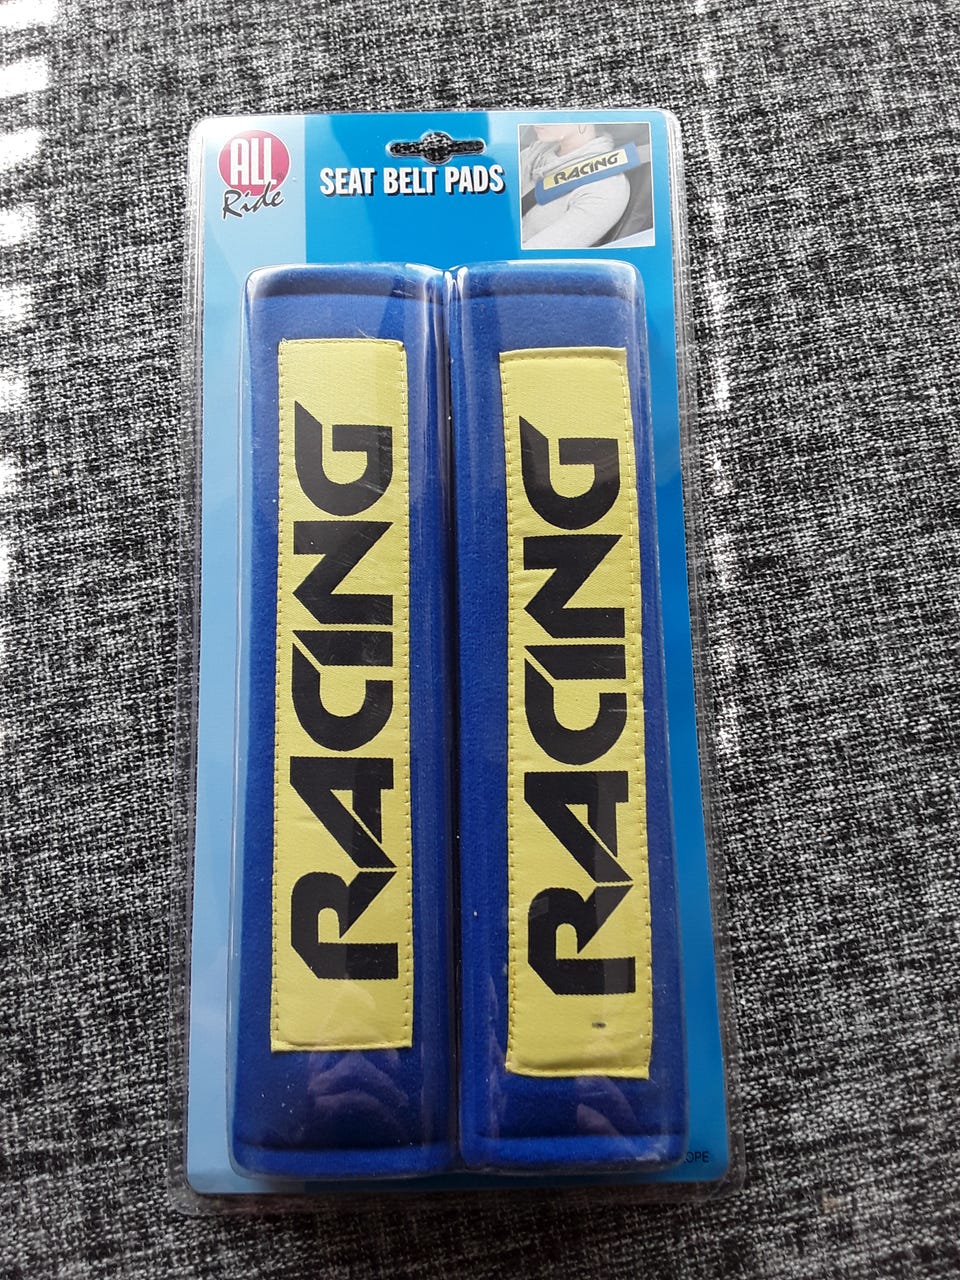 ALL
Ride
SEAT BELT PADS
RACING
RACING
RACING